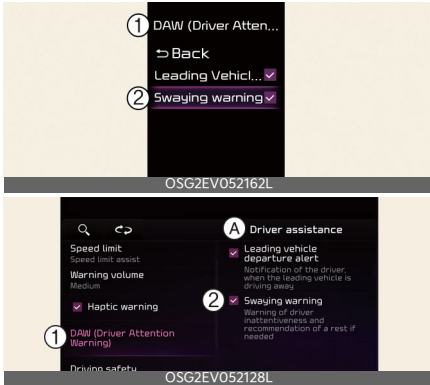 1 DAW (Driver Atten...
Back
Leading Vehicl...
2 Swaying warning
OSG2EV052162L
A Driver assistance
Speed limit
Speed limit assist
Warning volume
Medium
Haptic warning
1 DAW (Driver Attention
Warning)
Driving safety
Leading vehicle
departure alert
Notification of the driver,
when the leading vehicle is
driving away
2 Swaying warning
Warning of driver
inattentiveness and
recommendation of a rest if
needed
OSG2EV052128L